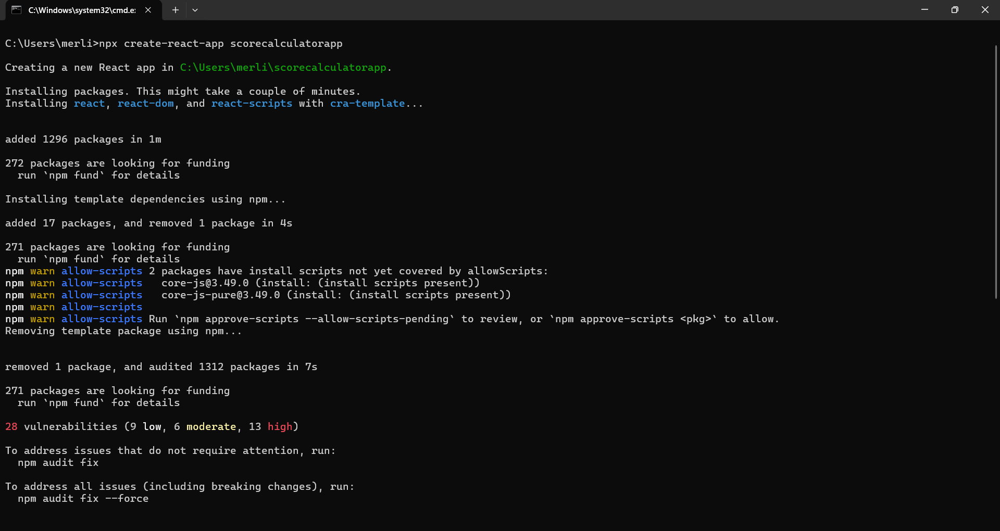 C:\Windows\system32\cmd.e
C:\Users\merli>npx create-react-app scorecalculatorapp
Creating a new React app in C:\Users\merli\scorecalculatorapp.
Installing packages. This might take a couple of minutes.
Installing react, react-dom, and react-scripts with cra-template...
added 1296 packages in 1m
272 packages are looking for funding
  run `npm fund` for details
Installing template dependencies using npm...
added 17 packages, and removed 1 package in 4s
271 packages are looking for funding
  run `npm fund` for details
npm warn allow-scripts 2 packages have install scripts not yet covered by allowScripts:
npm warn allow-scripts   core-js@3.49.0 (install: (install scripts present))
npm warn allow-scripts   core-js-pure@3.49.0 (install: (install scripts present))
npm warn allow-scripts
npm warn allow-scripts Run `npm approve-scripts --allow-scripts-pending` to review, or `npm approve-scripts <pkg>` to allow.
Removing template package using npm...
removed 1 package, and audited 1312 packages in 7s
271 packages are looking for funding
  run `npm fund` for details
28 vulnerabilities (9 low, 6 moderate, 13 high)
To address issues that do not require attention, run:
  npm audit fix
To address all issues (including breaking changes), run:
  npm audit fix --force